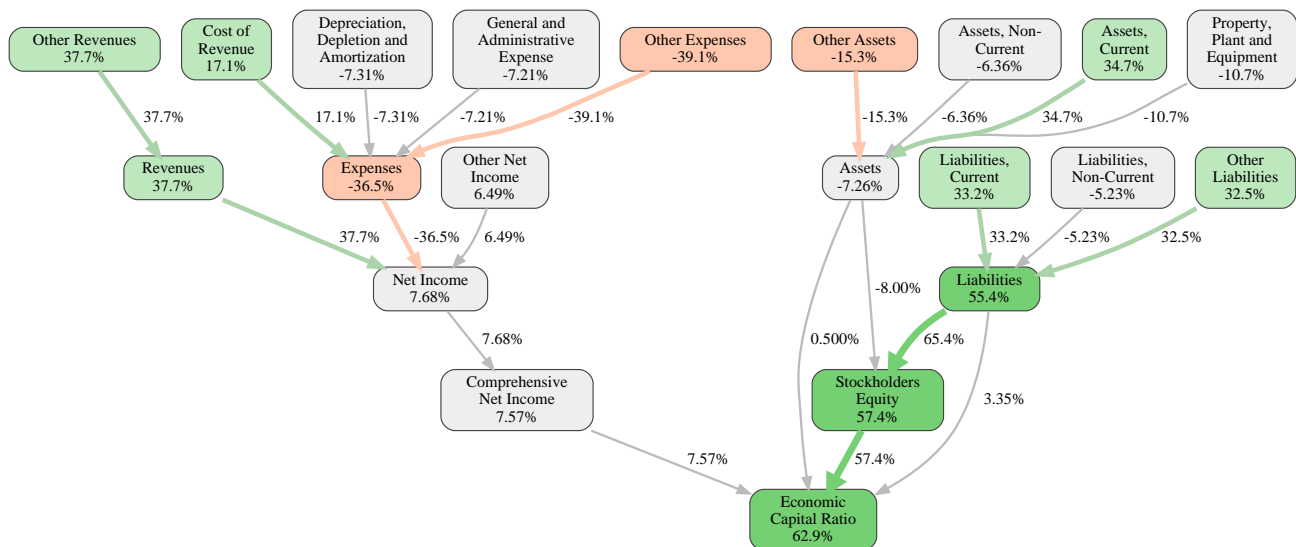 Other Revenues
37.7%
Cost of
Revenue
17.1%
Depreciation,
Depletion and
Amortization
-7.31%
General and
Administrative
Expense
-7.21%
Other Expenses
-39.1%
Other Assets
-15.3%
Assets, Non-
Current
-6.36%
Assets,
Current
34.7%
Property,
Plant and
Equipment
-10.7%
37.7%
17.1%
-7.31%
-7.21%
-39.1%
-15.3%
-6.36%
34.7%
-10.7%
Revenues
37.7%
Expenses
-36.5%
Other Net
Income
6.49%
Assets
-7.26%
Liabilities,
Current
33.2%
Liabilities,
Non-Current
-5.23%
Other
Liabilities
32.5%
37.7%
-36.5%
6.49%
33.2%
-5.23%
32.5%
Net Income
7.68%
-8.00%
Liabilities
55.4%
7.68%
0.500%
65.4%
Comprehensive
Net Income
7.57%
Stockholders
Equity
57.4%
3.35%
7.57%
57.4%
Economic
Capital Ratio
62.9%